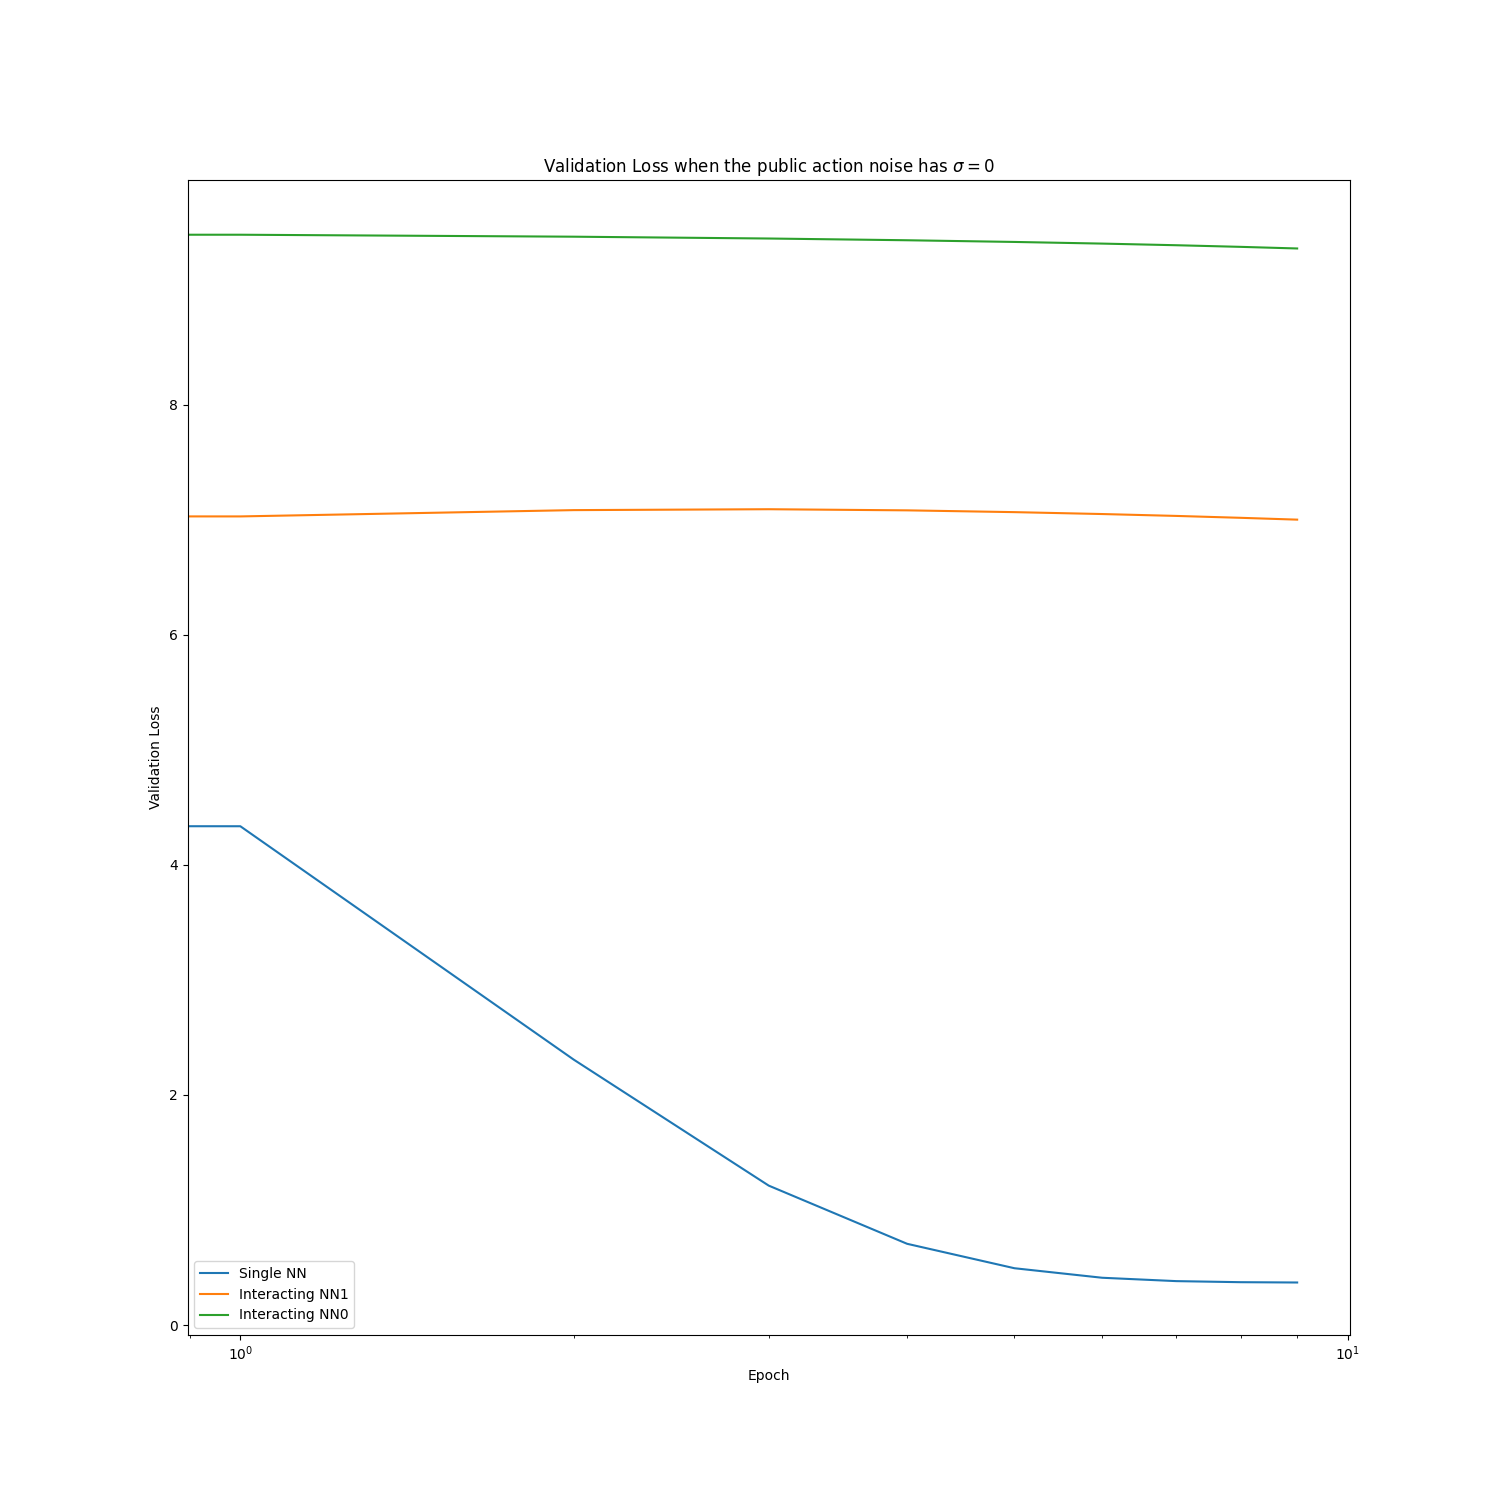 Validation Loss when the public action noise has σ = 0
8
6
4
2
0
Validation Loss
Single NN
Interacting NN1
Interacting NN0
10⁰
10¹
Epoch